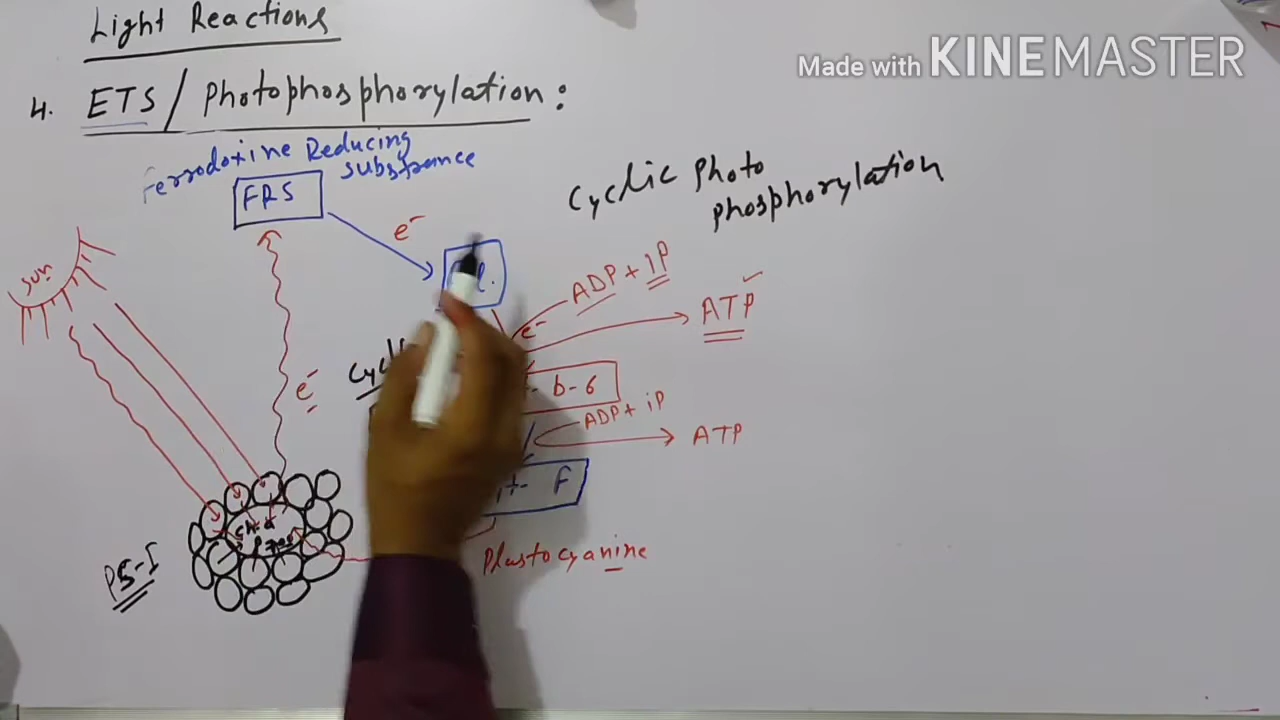 Light Reactions
Made with KINEMASTER
4. ETS / Photophosphorylation :
Ferrodoxine Reducing
substance
FRS
cyclic photo
phosphorylation
e-
sun
ADP + iP
ATP
e-
e-
b-6
ADP + iP
ATP
F
Plastocyanine
PS-I